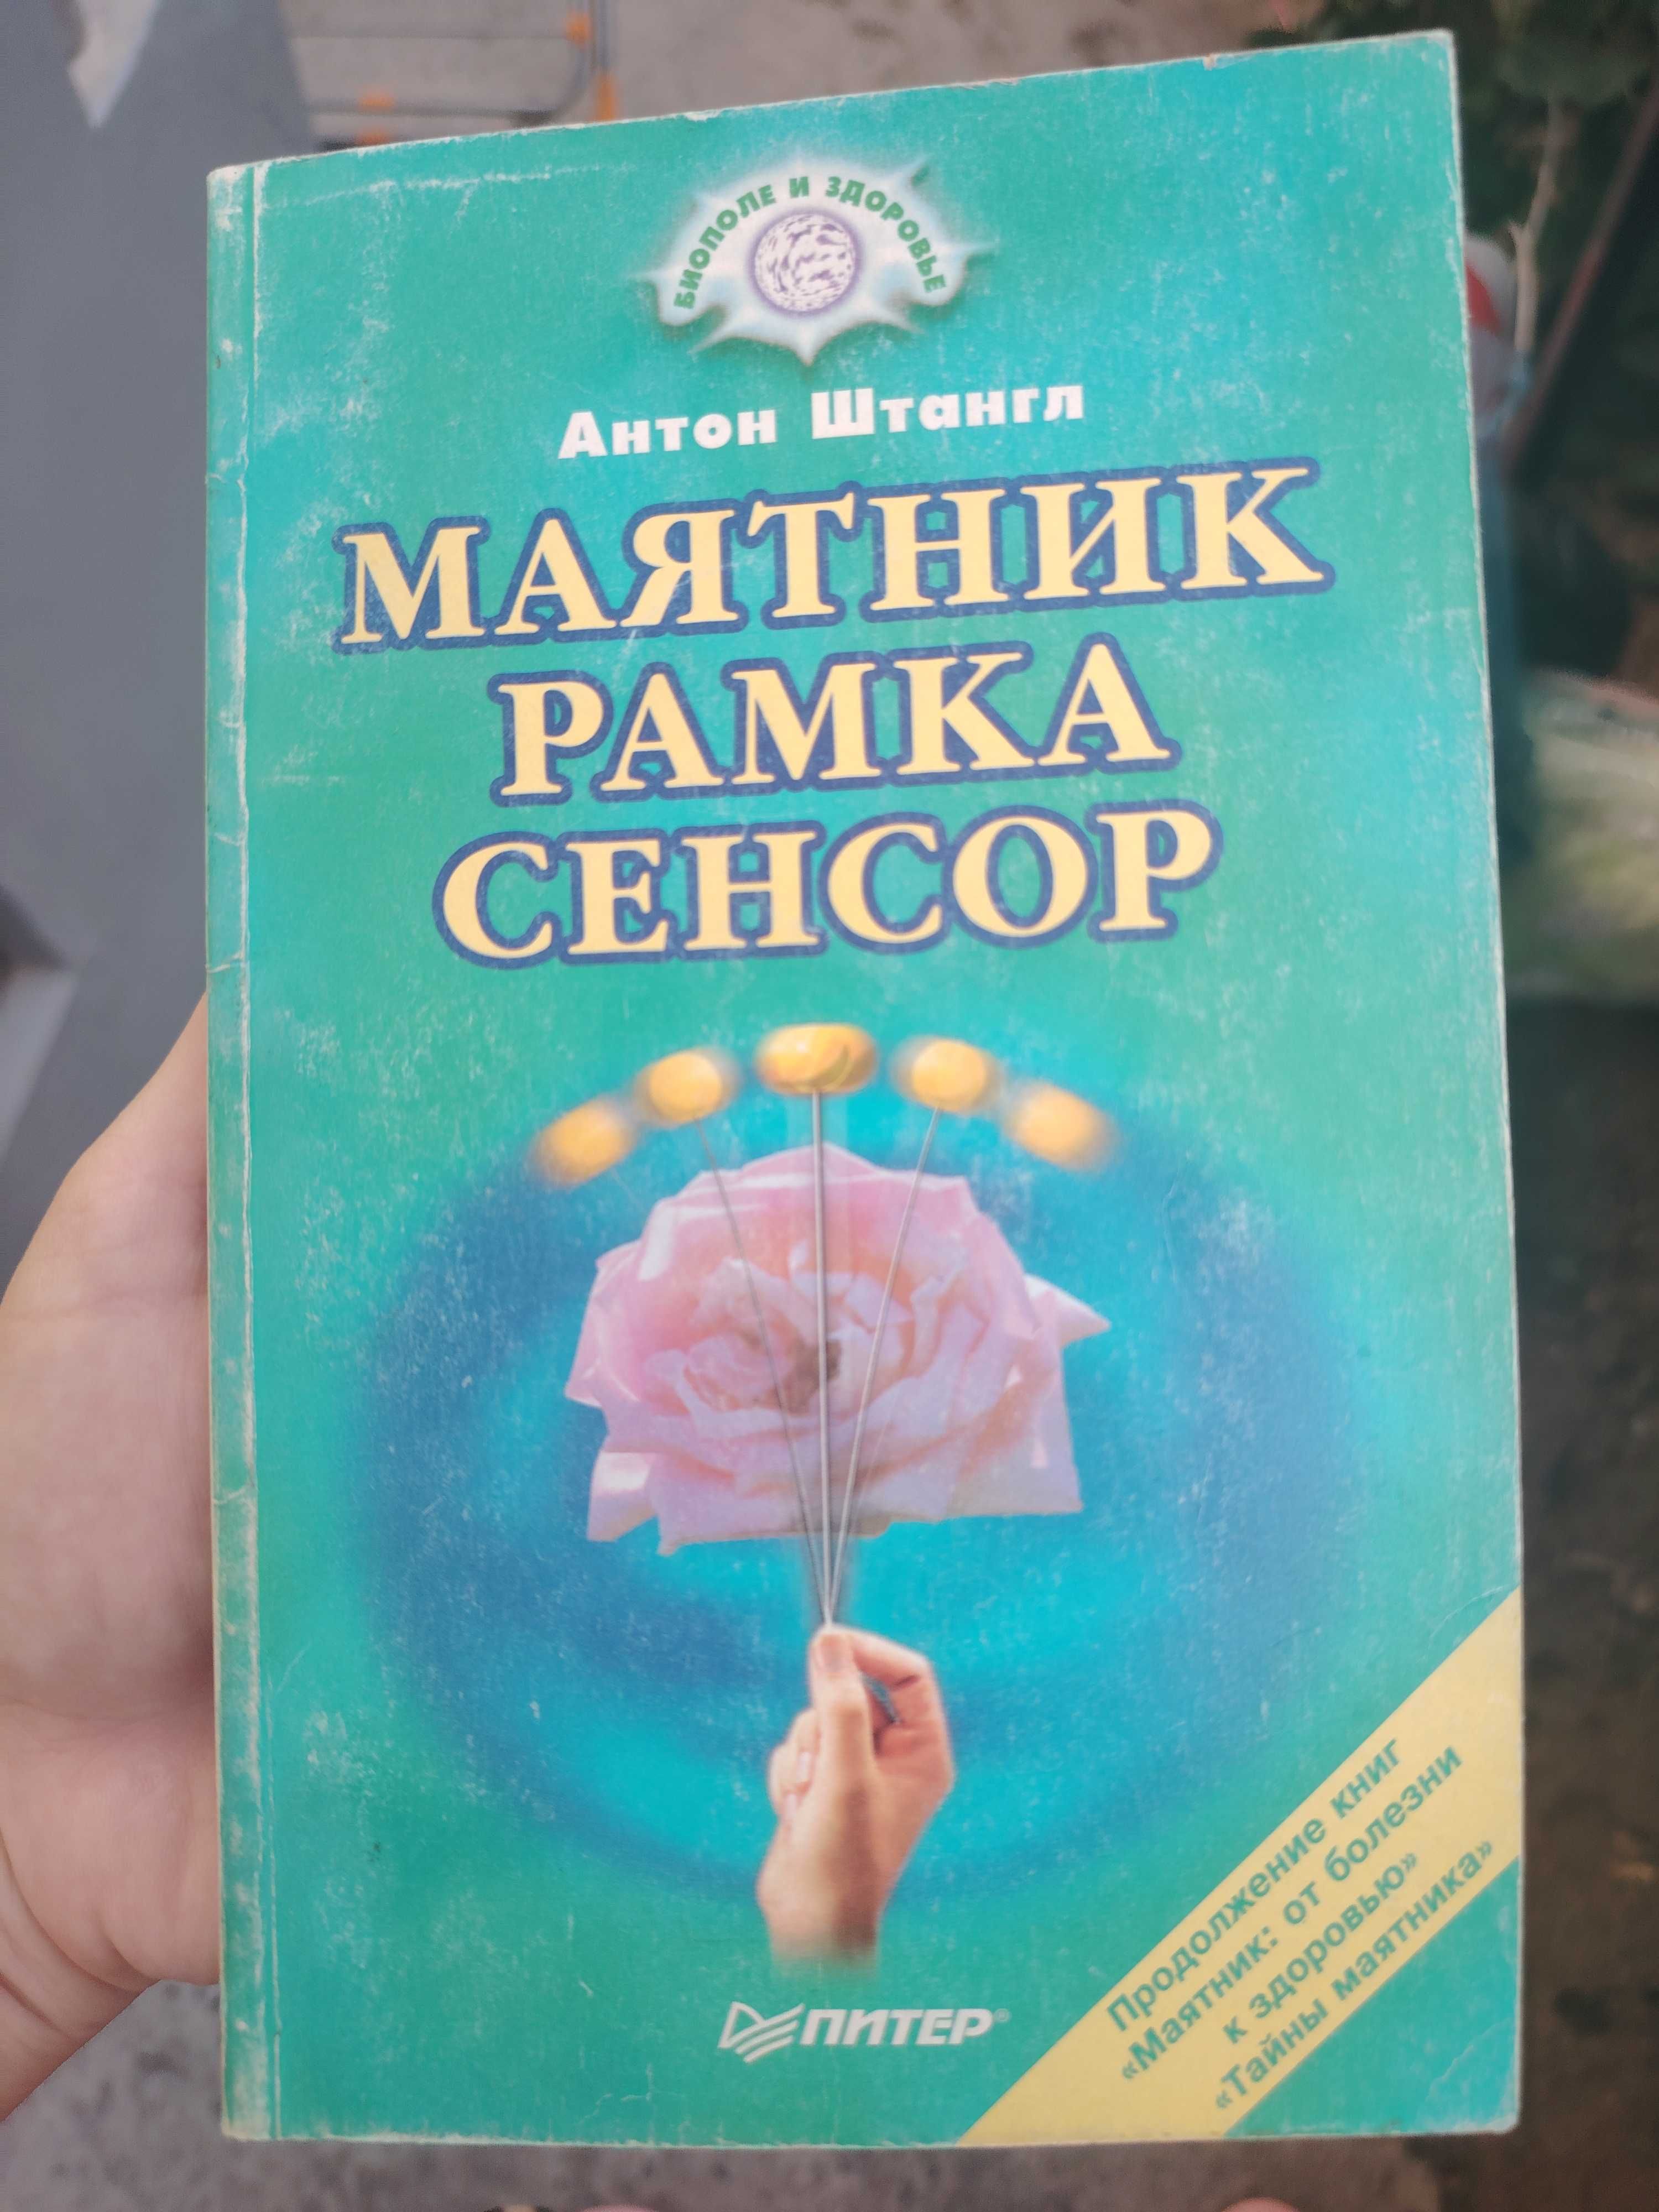 БИОПОЛЕ И ЗДОРОВЬЕ
Антон Штангл
МАЯТНИК
РАМКА
СЕНСОР
Продолжение книг
«Маятник: от болезни
к здоровью»
«Тайны маятника»
ПИТЕР®